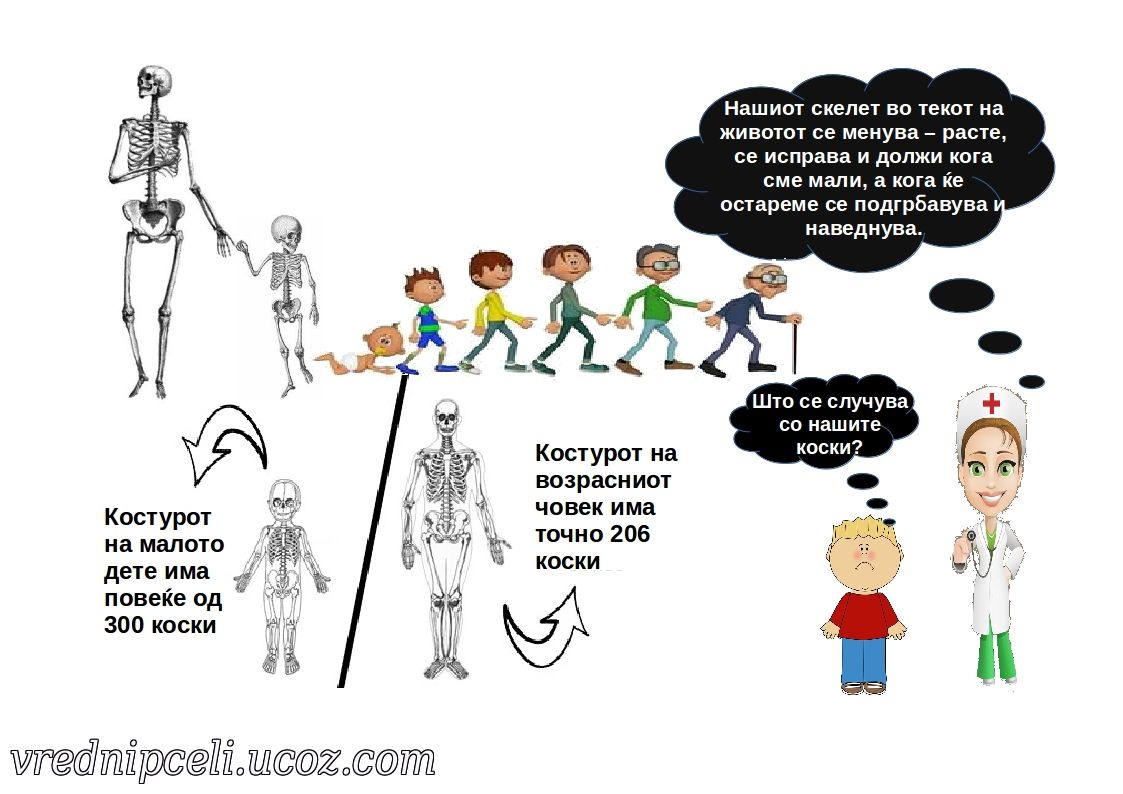 Нашиот скелет во текот на
животот се менува – расте,
се исправа и должи кога
сме мали, а кога ќе
остареме се подгрбавува и
наведнува.
Што се случува
со нашите
коски?
Костурот на
возрасниот
човек има
точно 206
коски
Костурот
на малото
дете има
повеќе од
300 коски
vrednipceli.ucoz.com